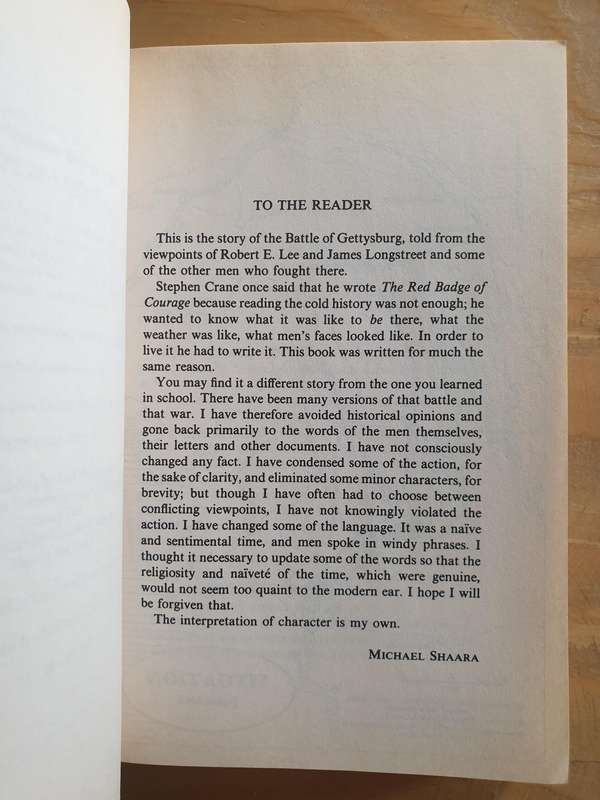 TO THE READER
This is the story of the Battle of Gettysburg, told from the
viewpoints of Robert E. Lee and James Longstreet and some
of the other men who fought there.
Stephen Crane once said that he wrote The Red Badge of
Courage because reading the cold history was not enough; he
wanted to know what it was like to be there, what the
weather was like, what men's faces looked like. In order to
live it he had to write it. This book was written for much the
same reason.
You may find it a different story from the one you learned
in school. There have been many versions of that battle and
that war. I have therefore avoided historical opinions and
gone back primarily to the words of the men themselves,
their letters and other documents. I have not consciously
changed any fact. I have condensed some of the action, for
the sake of clarity, and eliminated some minor characters, for
brevity; but though I have often had to choose between
conflicting viewpoints, I have not knowingly violated the
action. I have changed some of the language. It was a naïve
and sentimental time, and men spoke in windy phrases. I
thought it necessary to update some of the words so that the
religiosity and naïveté of the time, which were genuine,
would not seem too quaint to the modern ear. I hope I will
be forgiven that.
The interpretation of character is my own.
MICHAEL SHAARA